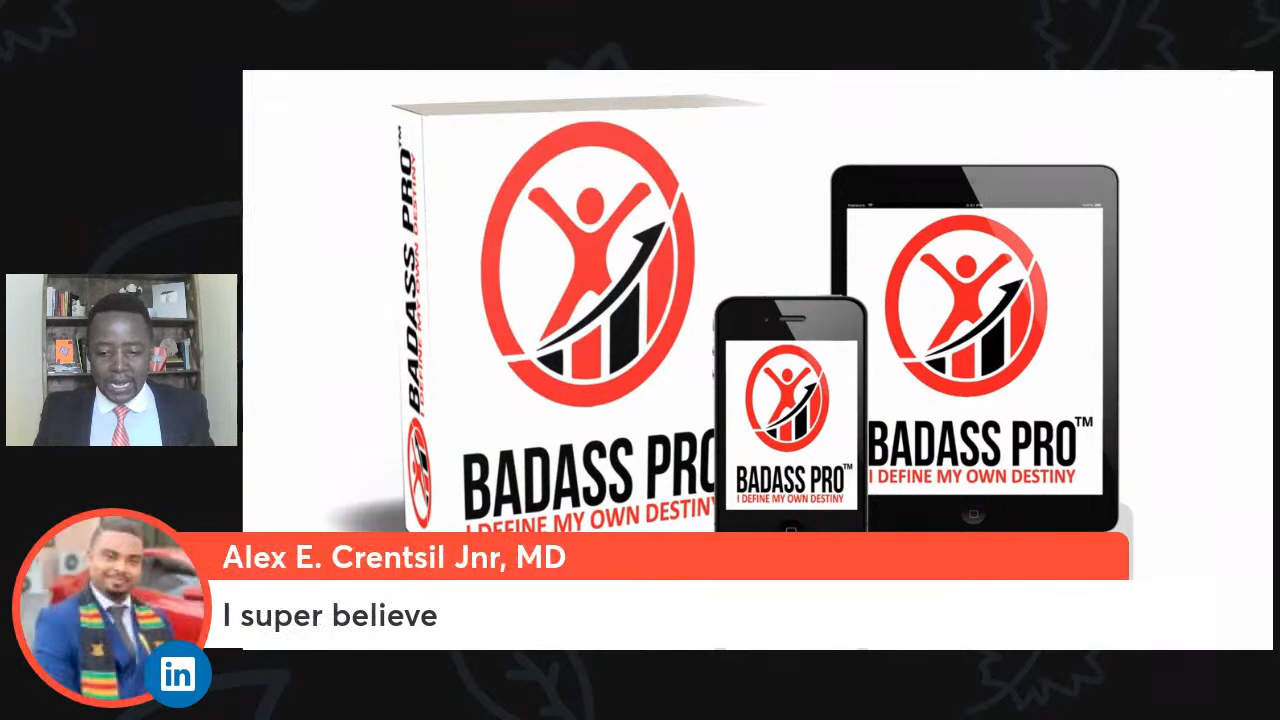 BADASS PRO™
I DEFINE MY OWN DESTINY
BADASS PRO
I DEFINE MY OWN DESTINY
BADASS PRO™
I DEFINE MY OWN DESTINY
BADASS PRO™
I DEFINE MY OWN DESTINY
Alex E. Crentsil Jnr, MD
I super believe
in